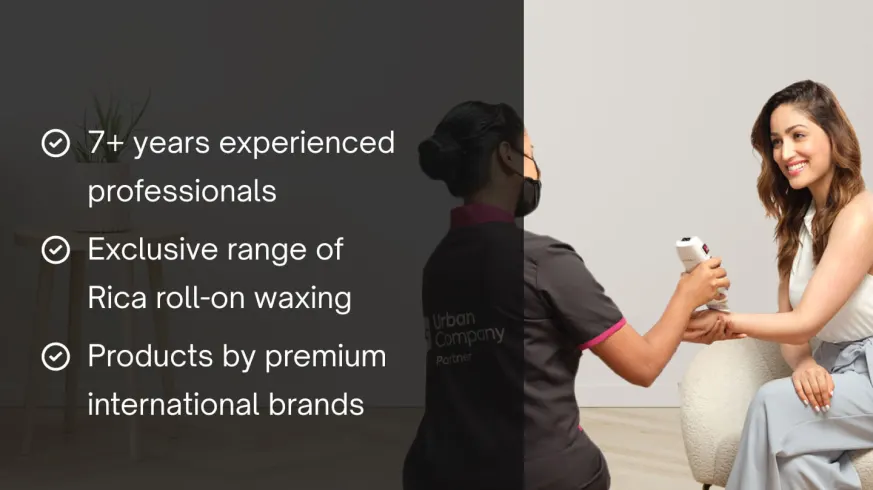 7+ years experienced
professionals
Exclusive range of
Rica roll-on waxing
Products by premium
international brands
Urban
Company
Partner